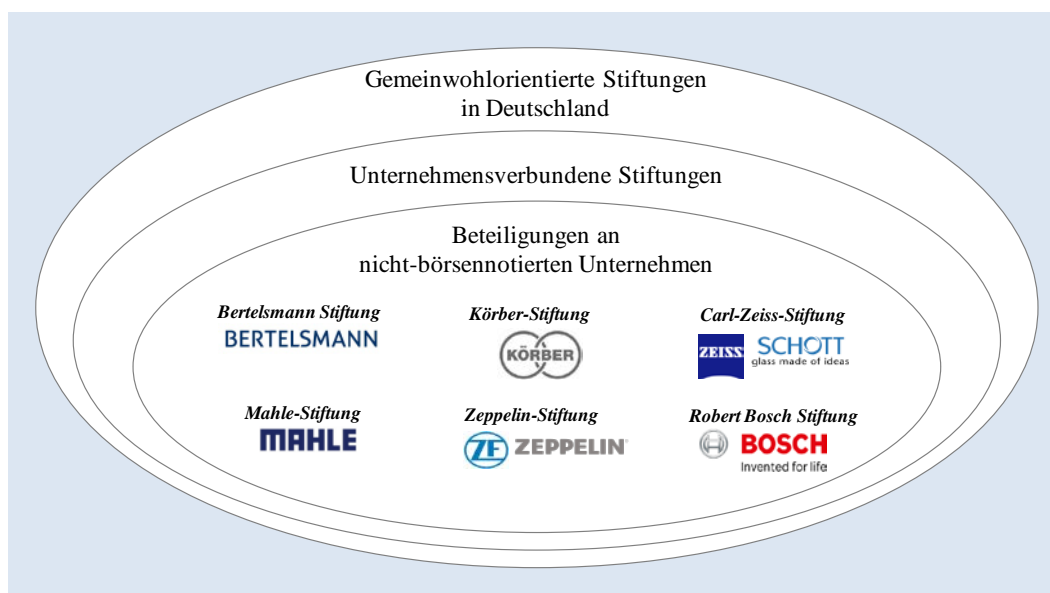 Gemeinwohlorientierte Stiftungen
in Deutschland
Unternehmensverbundene Stiftungen
Beteiligungen an
nicht-börsennotierten Unternehmen
Bertelsmann Stiftung
BERTELSMANN
Körber-Stiftung
KÖRBER
Carl-Zeiss-Stiftung
ZEISS
SCHOTT
glass made of ideas
Mahle-Stiftung
MAHLE
Zeppelin-Stiftung
ZF ZEPPELIN
Robert Bosch Stiftung
BOSCH
Invented for life